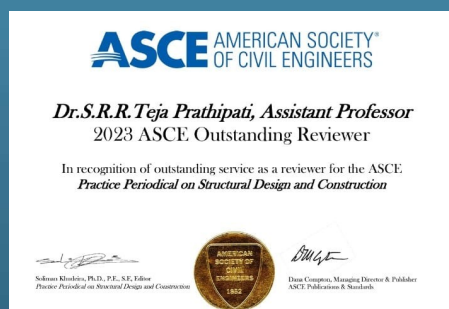 ASCE AMERICAN SOCIETY®
OF CIVIL ENGINEERS
Dr.S.R.R.Teja Prathipati, Assistant Professor
2023 ASCE Outstanding Reviewer
In recognition of outstanding service as a reviewer for the ASCE
Practice Periodical on Structural Design and Construction
AMERICAN
SOCIETY OF
CIVIL
ENGINEERS
1852
Soliman Khudeira, Ph.D., P.E., S.E, Editor
Practice Periodical on Structural Design and Construction
Dana Compton, Managing Director & Publisher
ASCE Publications & Standards